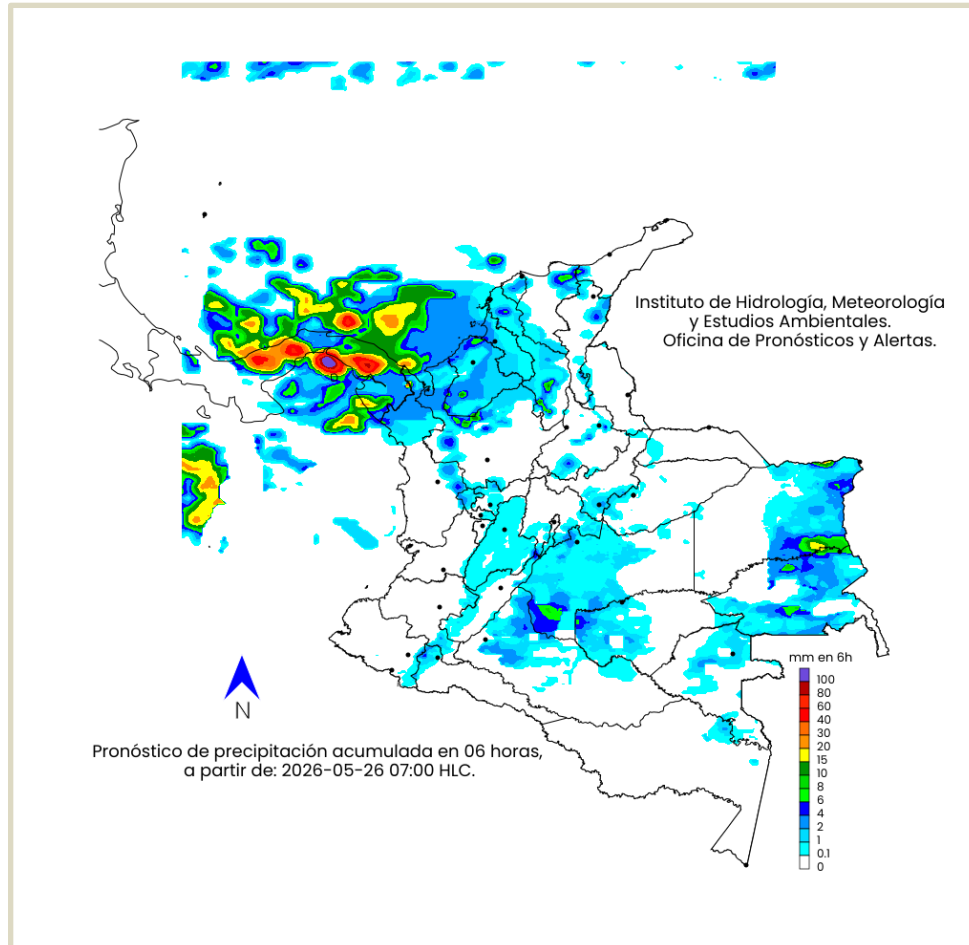 Instituto de Hidrología, Meteorología
y Estudios Ambientales.
Oficina de Pronósticos y Alertas.
mm en 6h
100
80
60
40
30
20
15
10
8
6
4
2
1
0.1
0
N
Pronóstico de precipitación acumulada en 06 horas,
a partir de: 2026-05-26 07:00 HLC.